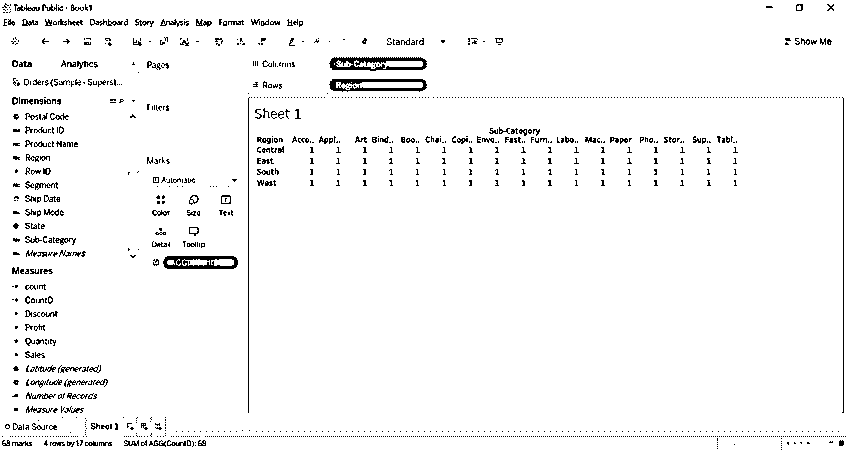 Tableau Public - Book1
File Data Worksheet Dashboard Story Analysis Map Format Window Help
Standard
Show Me
Data Analytics
Pages
Columns Sub-Category
Orders (Sample - Superst...
Rows Region
Dimensions
Filters
Sheet 1
Postal Code
Product ID
Product Name
Region
Row ID
Segment
Ship Date
Ship Mode
State
Sub-Category
Measure Names
Marks
Automatic
Color Size Text
Detail Tooltip
Sub-Category
Region Acco.. Appl.. Art Bind.. Boo.. Chai.. Copi.. Enve.. Fast.. Furn.. Labe.. Mac.. Paper Pho.. Stor.. Sup.. Tabl..
Central 1 1 1 1 1 1 1 1 1 1 1 1 1 1 1 1 1
East 1 1 1 1 1 1 1 1 1 1 1 1 1 1 1 1 1
South 1 1 1 1 1 1 1 1 1 1 1 1 1 1 1 1 1
West 1 1 1 1 1 1 1 1 1 1 1 1 1 1 1 1 1
Measures
count
CountD
Discount
Profit
Quantity
Sales
Latitude (generated)
Longitude (generated)
Number of Records
Measure Values
Data Source Sheet 1
68 marks 4 rows by 17 columns SUM of AGG(CountD): 68